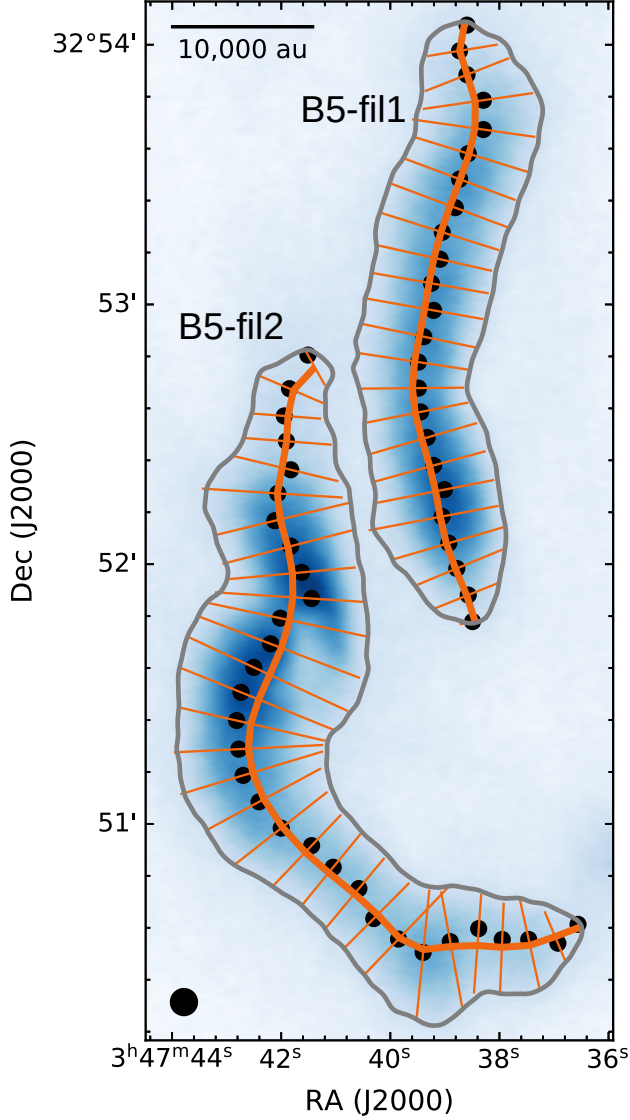 32°54'
10,000 au
B5-fil1
53'
B5-fil2
Dec (J2000)
52'
51'
3ʰ47ᵐ44ˢ 42ˢ 40ˢ 38ˢ 36ˢ
RA (J2000)